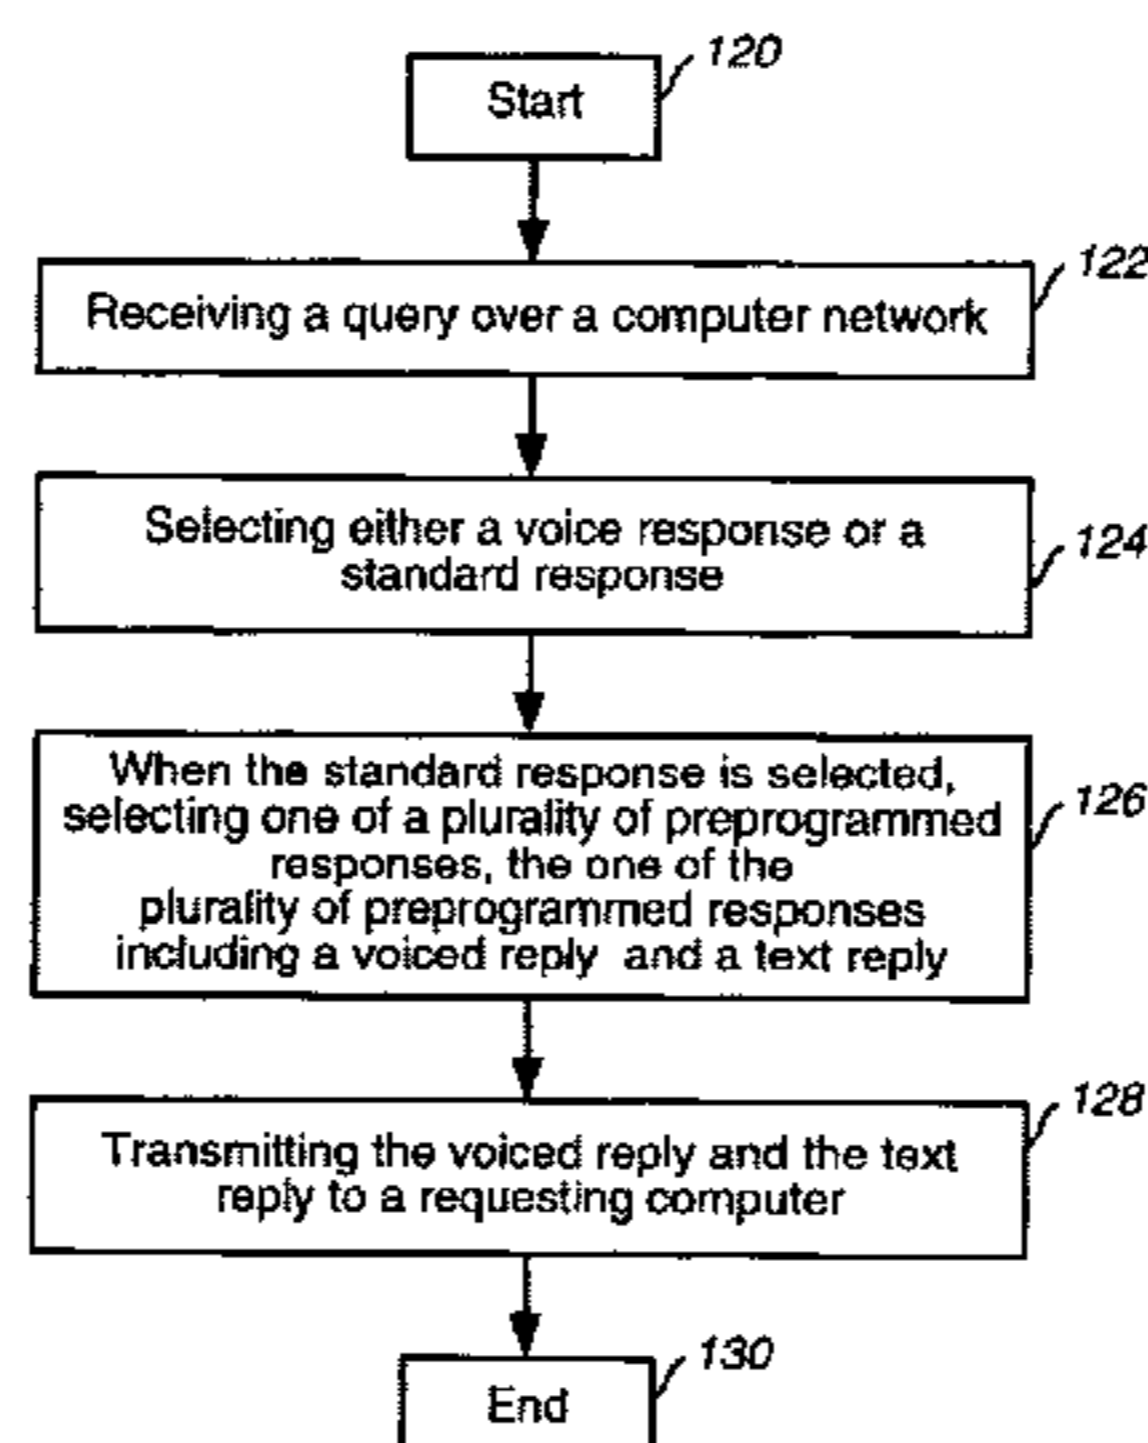 120
Start
122
Receiving a query over a computer network
Selecting either a voice response or a
standard response
124
When the standard response is selected,
selecting one of a plurality of preprogrammed
responses, the one of the
plurality of preprogrammed responses
including a voiced reply and a text reply
126
128
Transmitting the voiced reply and the text
reply to a requesting computer
130
End